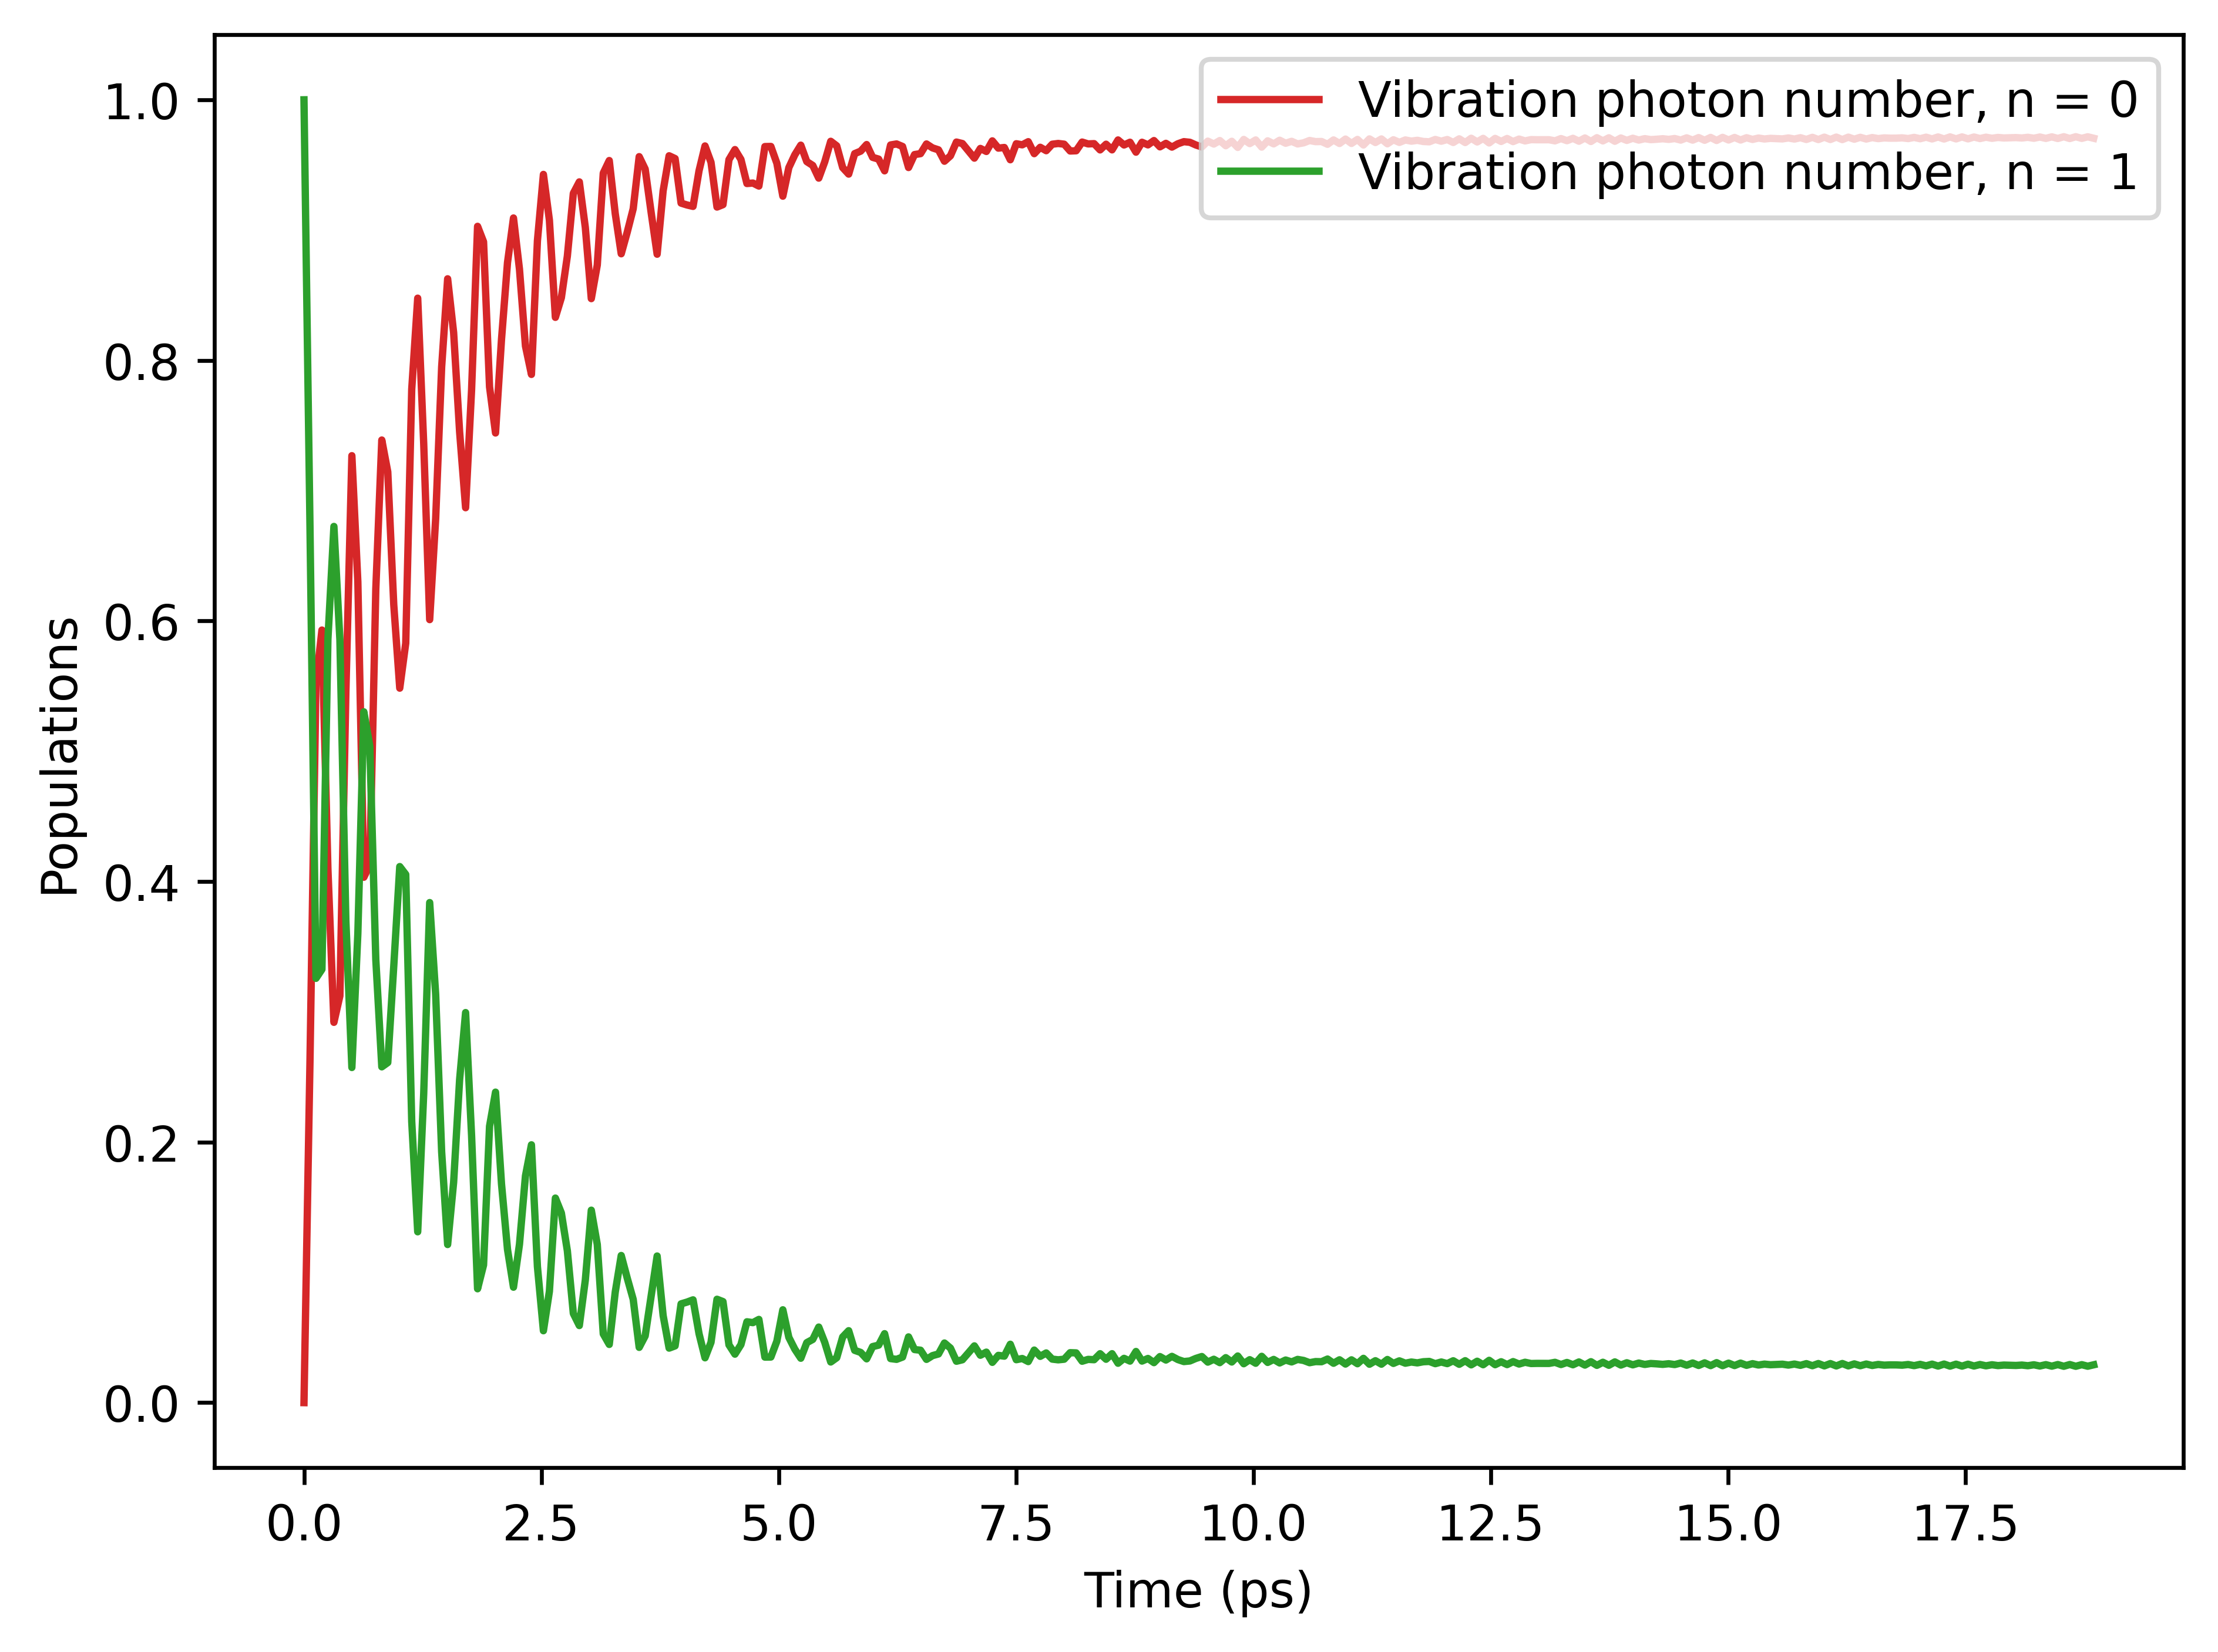 Vibration photon number, n = 0
Vibration photon number, n = 1
1.0
0.8
0.6
0.4
0.2
0.0
Populations
0.0 2.5 5.0 7.5 10.0 12.5 15.0 17.5
Time (ps)